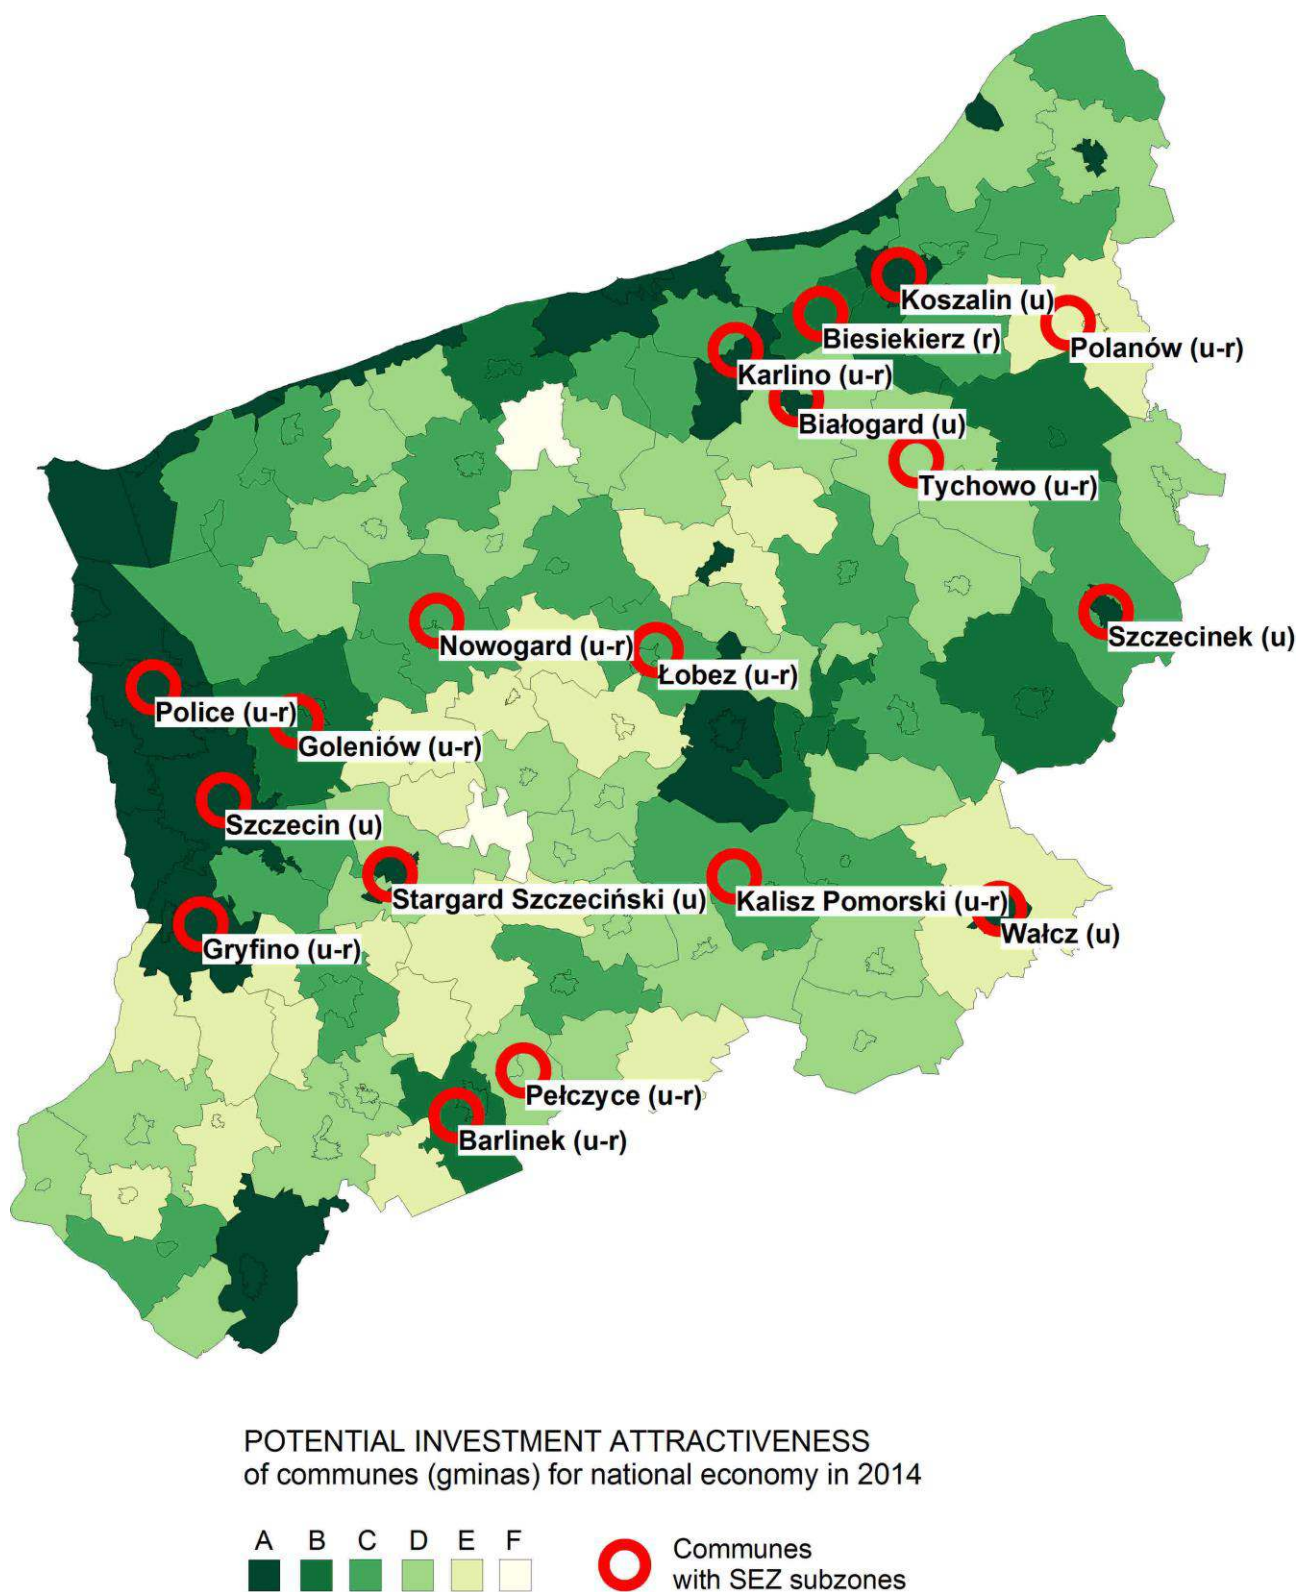 Koszalin (u)
Biesiekierz (r)
Polanów (u-r)
Karlino (u-r)
Białogard (u)
Tychowo (u-r)
Szczecinek (u)
Nowogard (u-r)
Łobez (u-r)
Police (u-r)
Goleniów (u-r)
Szczecin (u)
Stargard Szczeciński (u)
Kalisz Pomorski (u-r)
Wałcz (u)
Gryfino (u-r)
Pełczyce (u-r)
Barlinek (u-r)
POTENTIAL INVESTMENT ATTRACTIVENESS
of communes (gminas) for national economy in 2014
A B C D E F
Communes
with SEZ subzones